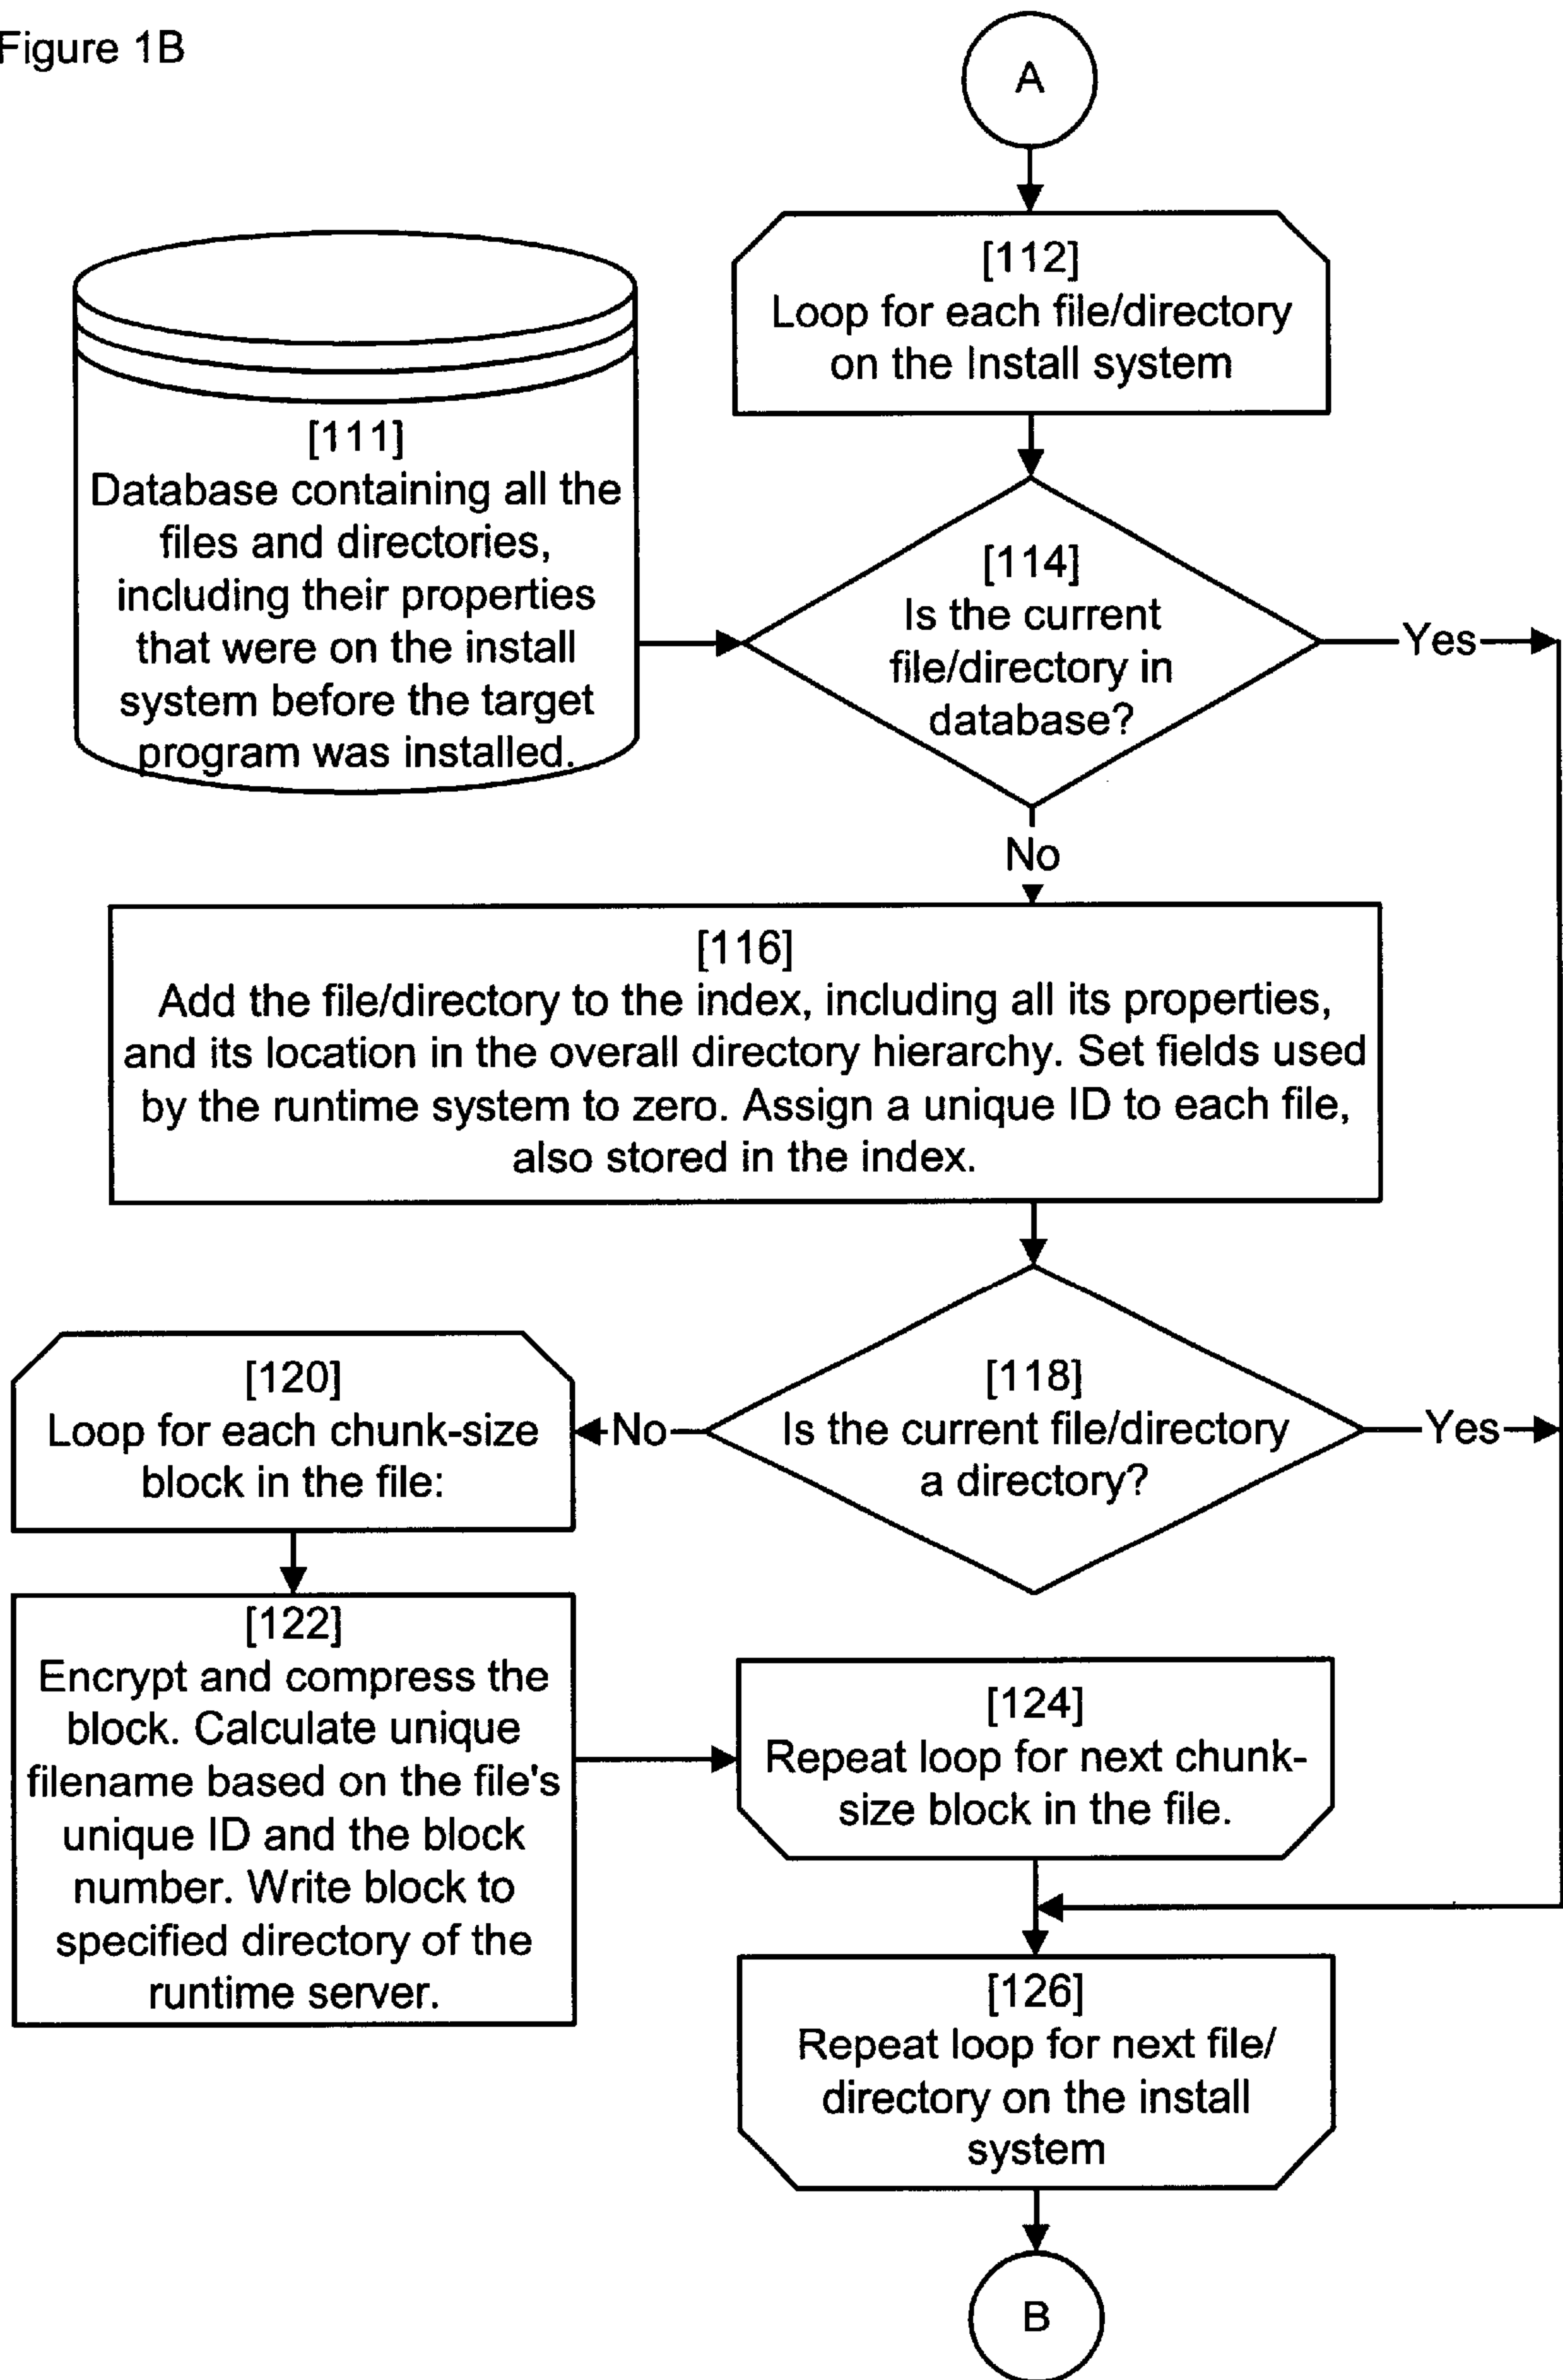 Figure 1B
A
[112]
Loop for each file/directory
on the Install system
[111]
Database containing all the
files and directories,
including their properties
that were on the install
system before the target
program was installed.
[114]
Is the current
file/directory in
database?
Yes
No
[116]
Add the file/directory to the index, including all its properties,
and its location in the overall directory hierarchy. Set fields used
by the runtime system to zero. Assign a unique ID to each file,
also stored in the index.
[118]
Is the current file/directory
a directory?
Yes
No
[120]
Loop for each chunk-size
block in the file:
[122]
Encrypt and compress the
block. Calculate unique
filename based on the file's
unique ID and the block
number. Write block to
specified directory of the
runtime server.
[124]
Repeat loop for next chunk-
size block in the file.
[126]
Repeat loop for next file/
directory on the install
system
B